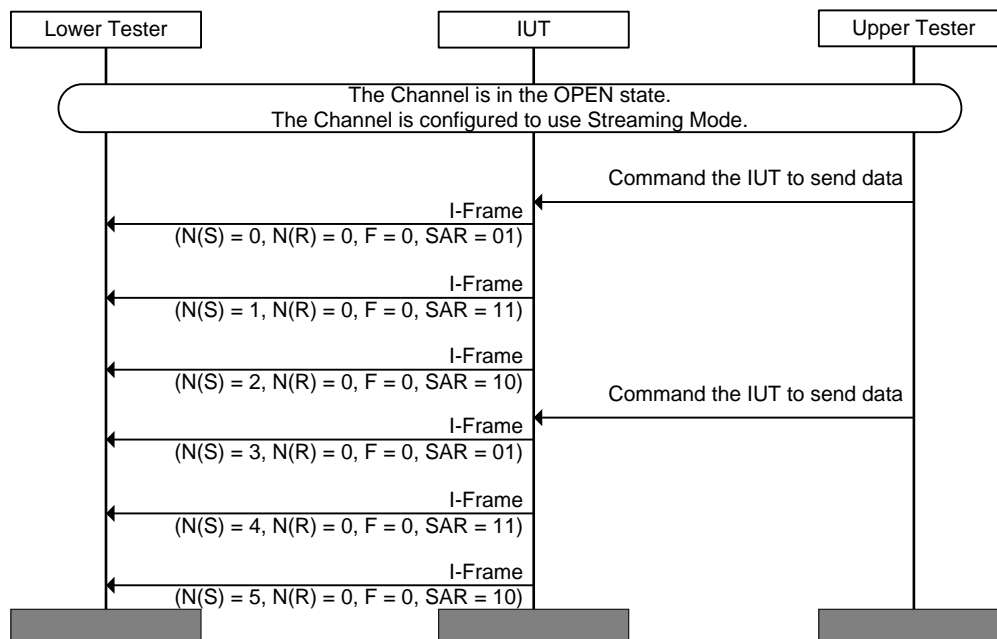 Lower Tester
IUT
Upper Tester
The Channel is in the OPEN state.
The Channel is configured to use Streaming Mode.
Command the IUT to send data
I-Frame
(N(S) = 0, N(R) = 0, F = 0, SAR = 01)
I-Frame
(N(S) = 1, N(R) = 0, F = 0, SAR = 11)
I-Frame
(N(S) = 2, N(R) = 0, F = 0, SAR = 10)
Command the IUT to send data
I-Frame
(N(S) = 3, N(R) = 0, F = 0, SAR = 01)
I-Frame
(N(S) = 4, N(R) = 0, F = 0, SAR = 11)
I-Frame
(N(S) = 5, N(R) = 0, F = 0, SAR = 10)